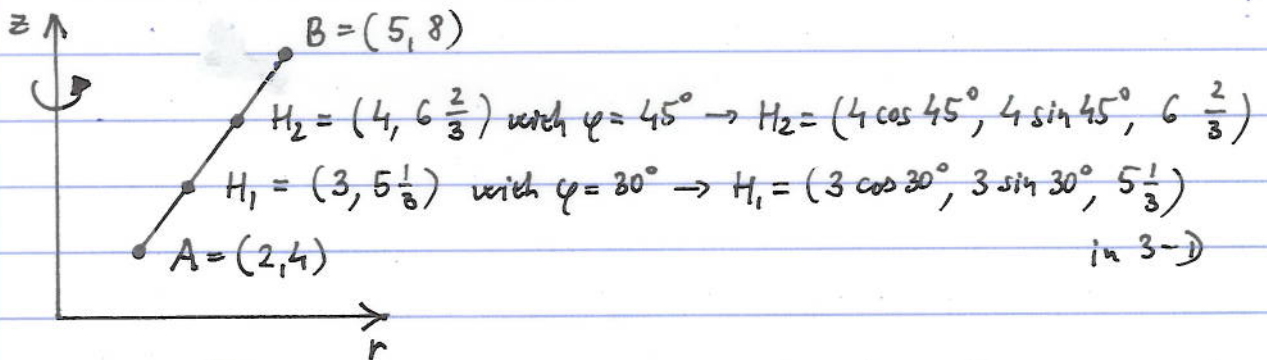 z
B = (5, 8)
H₂ = (4, 6 2/3) with φ = 45° → H₂ = (4 cos 45°, 4 sin 45°, 6 2/3)
H₁ = (3, 5 1/3) with φ = 30° → H₁ = (3 cos 30°, 3 sin 30°, 5 1/3)
in 3-D
A = (2,4)
r